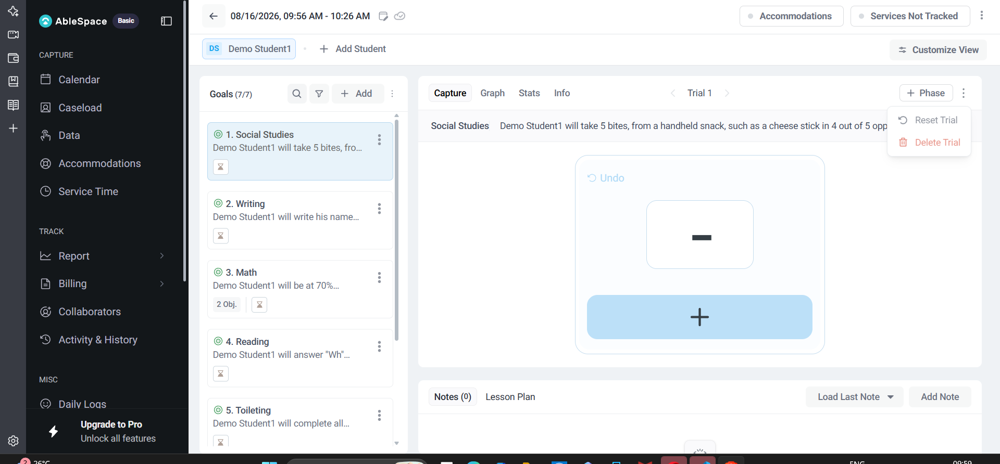 AbleSpace Basic
CAPTURE
Calendar
Caseload
Data
Accommodations
Service Time
TRACK
Report
Billing
Collaborators
Activity & History
MISC
Daily Logs
Upgrade to Pro
Unlock all features
08/16/2026, 09:56 AM - 10:26 AM
Accommodations
Services Not Tracked
DS Demo Student1
Add Student
Customize View
Goals (7/7)
Add
1. Social Studies
Demo Student1 will take 5 bites, fro...
2. Writing
Demo Student1 will write his name...
3. Math
Demo Student1 will be at 70%...
2 Obj.
4. Reading
Demo Student1 will answer "Wh"...
5. Toileting
Demo Student1 will complete all...
Capture Graph Stats Info
Trial 1
+ Phase
Reset Trial
Delete Trial
Social Studies Demo Student1 will take 5 bites, from a handheld snack, such as a cheese stick in 4 out of 5 opp
Undo
–
+
Notes (0) Lesson Plan
Load Last Note
Add Note
2 26°C
ENG
09:59